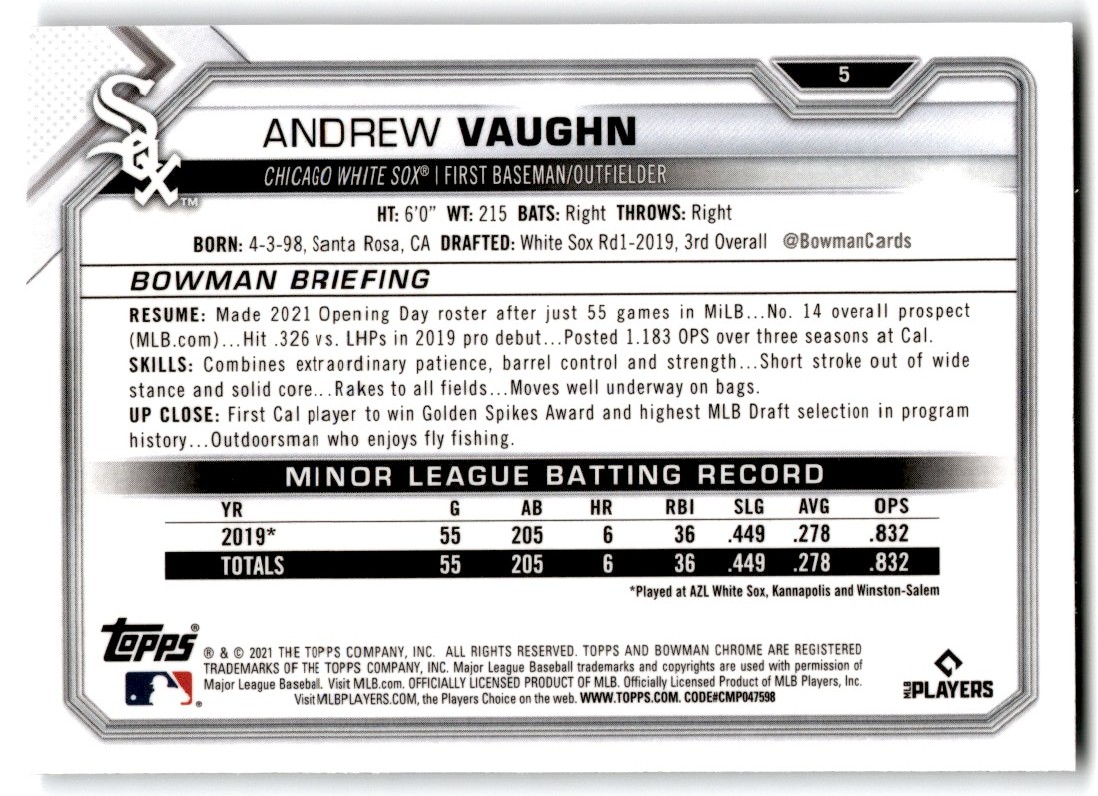 5
Sox
TM
ANDREW VAUGHN
CHICAGO WHITE SOX® | FIRST BASEMAN/OUTFIELDER
HT: 6'0" WT: 215 BATS: Right THROWS: Right
BORN: 4-3-98, Santa Rosa, CA DRAFTED: White Sox Rd1-2019, 3rd Overall @BowmanCards
BOWMAN BRIEFING
RESUME: Made 2021 Opening Day roster after just 55 games in MiLB...No. 14 overall prospect
(MLB.com)...Hit .326 vs. LHPs in 2019 pro debut...Posted 1.183 OPS over three seasons at Cal.
SKILLS: Combines extraordinary patience, barrel control and strength...Short stroke out of wide
stance and solid core...Rakes to all fields...Moves well underway on bags.
UP CLOSE: First Cal player to win Golden Spikes Award and highest MLB Draft selection in program
history...Outdoorsman who enjoys fly fishing.
MINOR LEAGUE BATTING RECORD
YR G AB HR RBI SLG AVG OPS
2019* 55 205 6 36 .449 .278 .832
TOTALS 55 205 6 36 .449 .278 .832
*Played at AZL White Sox, Kannapolis and Winston-Salem
Topps®
® & © 2021 THE TOPPS COMPANY, INC. ALL RIGHTS RESERVED. TOPPS AND BOWMAN CHROME ARE REGISTERED
TRADEMARKS OF THE TOPPS COMPANY, INC. Major League Baseball trademarks and copyrights are used with permission of
Major League Baseball. Visit MLB.com. OFFICIALLY LICENSED PRODUCT OF MLB. Officially Licensed Product of MLB Players, Inc.
Visit MLBPLAYERS.COM, the Players Choice on the web. WWW.TOPPS.COM. CODE#CMP047598
®
MLB PLAYERS